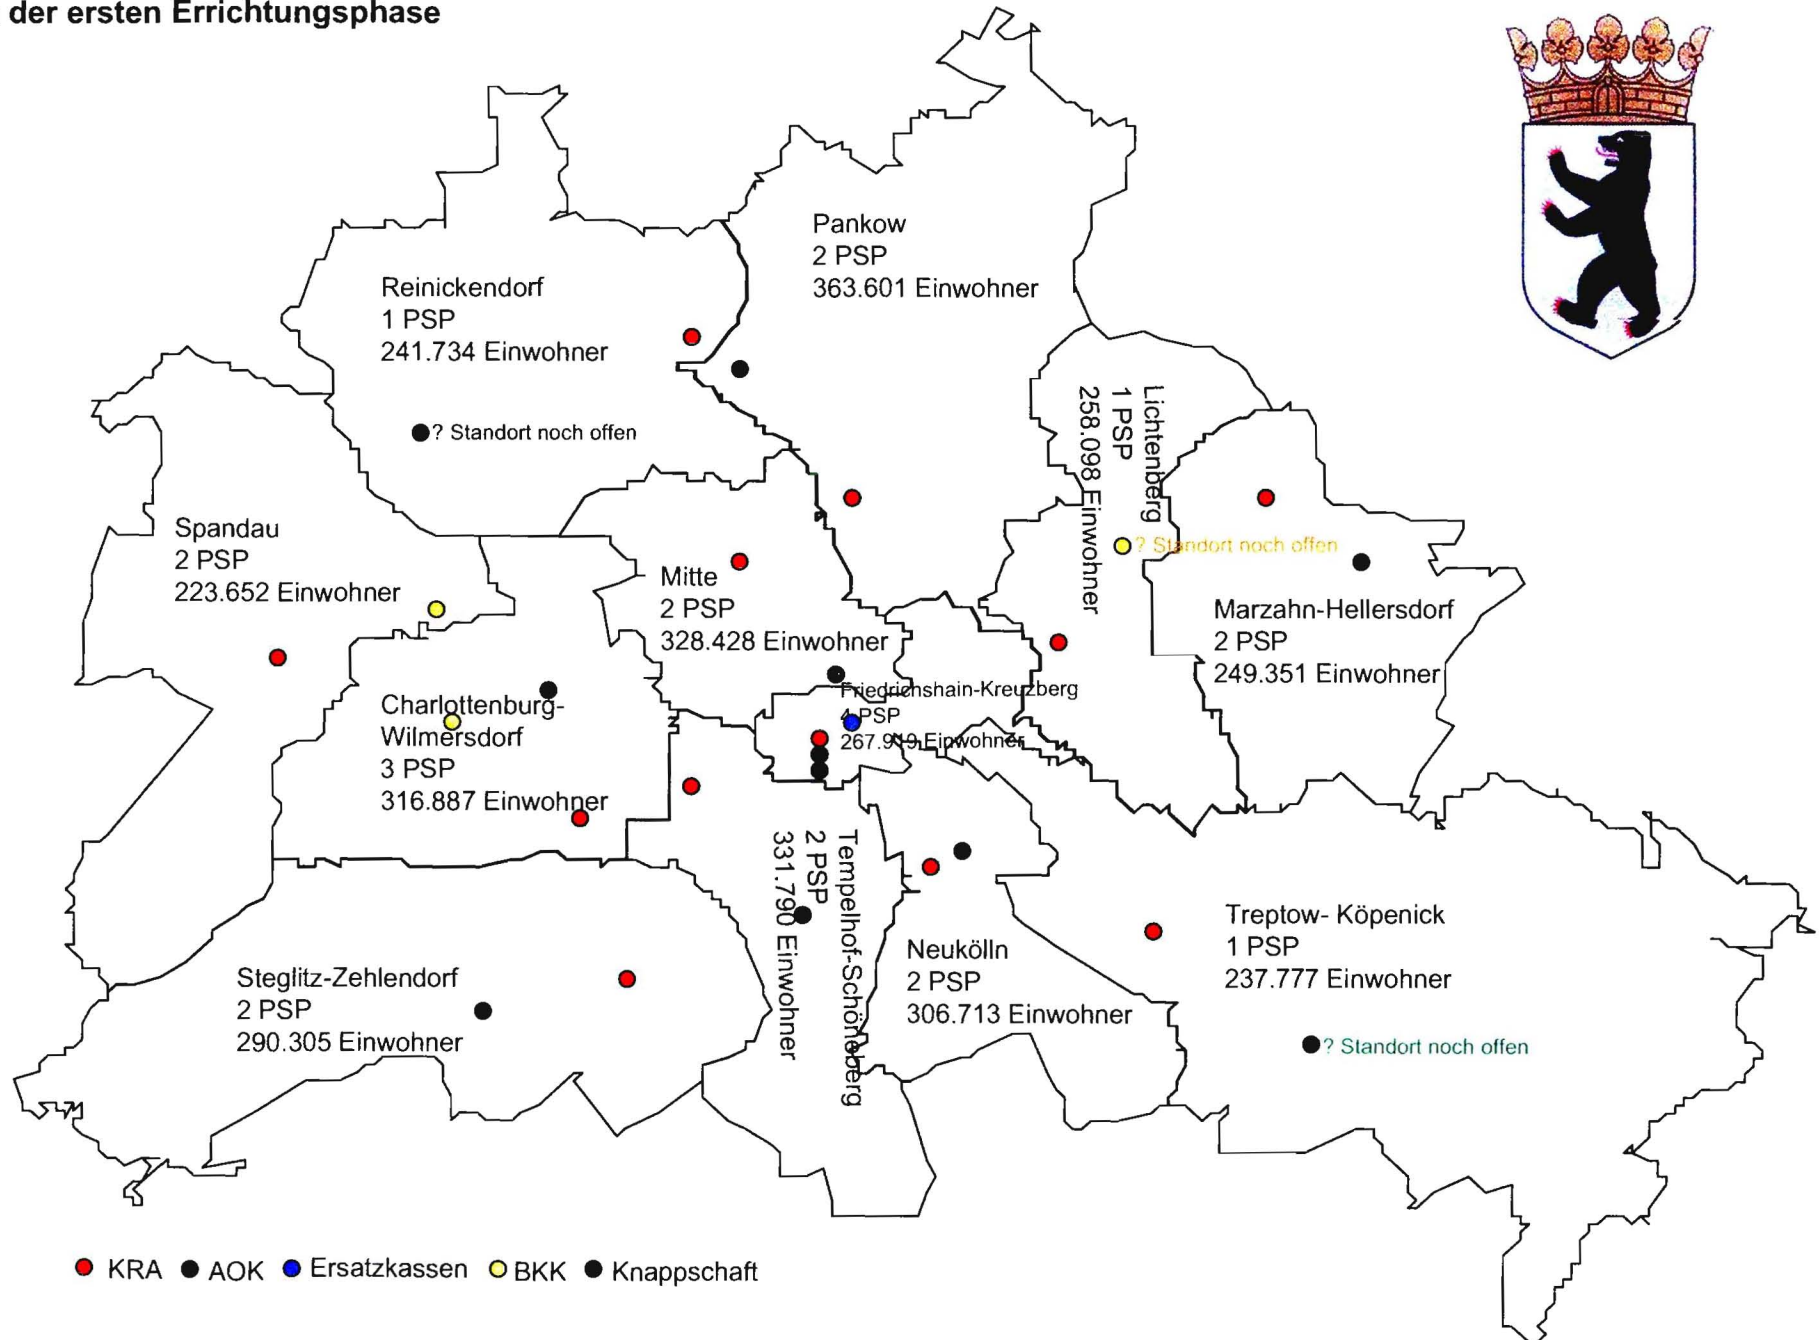 der ersten Errichtungsphase
Pankow
2 PSP
363.601 Einwohner
Reinickendorf
1 PSP
241.734 Einwohner
? Standort noch offen
Lichtenberg
1 PSP
258.098 Einwohner
? Standort noch offen
Spandau
2 PSP
223.652 Einwohner
Mitte
2 PSP
328.428 Einwohner
Marzahn-Hellersdorf
2 PSP
249.351 Einwohner
Charlottenburg-
Wilmersdorf
3 PSP
316.887 Einwohner
Friedrichshain-Kreuzberg
4 PSP
267.919 Einwohner
Tempelhof-Schöneberg
2 PSP
331.790 Einwohner
Neukölln
2 PSP
306.713 Einwohner
Treptow- Köpenick
1 PSP
237.777 Einwohner
? Standort noch offen
Steglitz-Zehlendorf
2 PSP
290.305 Einwohner
KRA AOK Ersatzkassen BKK Knappschaft